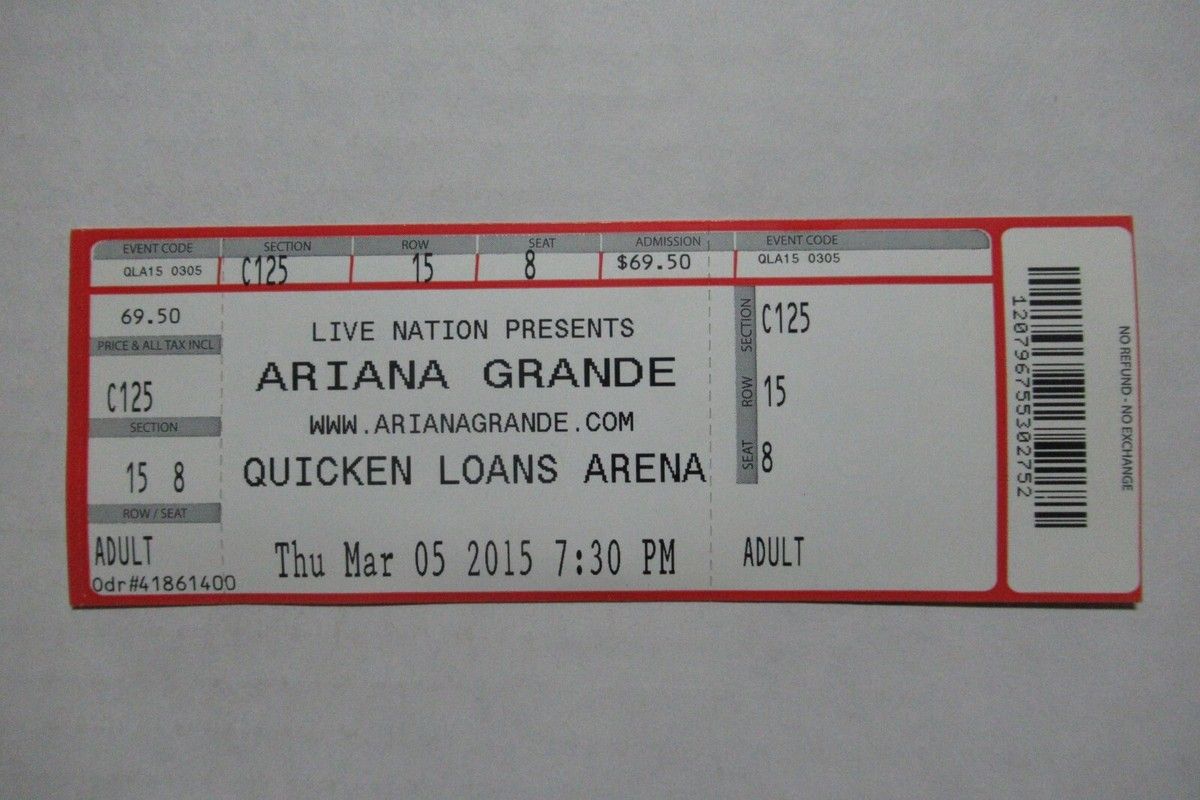 EVENT CODE SECTION ROW SEAT ADMISSION EVENT CODE
QLA15 0305 C125 15 8 $69.50 QLA15 0305
69.50
PRICE & ALL TAX INCL
C125
SECTION
15 8
ROW / SEAT
ADULT
Odr#41861400
LIVE NATION PRESENTS
ARIANA GRANDE
WWW.ARIANAGRANDE.COM
QUICKEN LOANS ARENA
Thu Mar 05 2015 7:30 PM
SECTION C125
ROW 15
SEAT 8
ADULT
120796755302752
NO REFUND - NO EXCHANGE